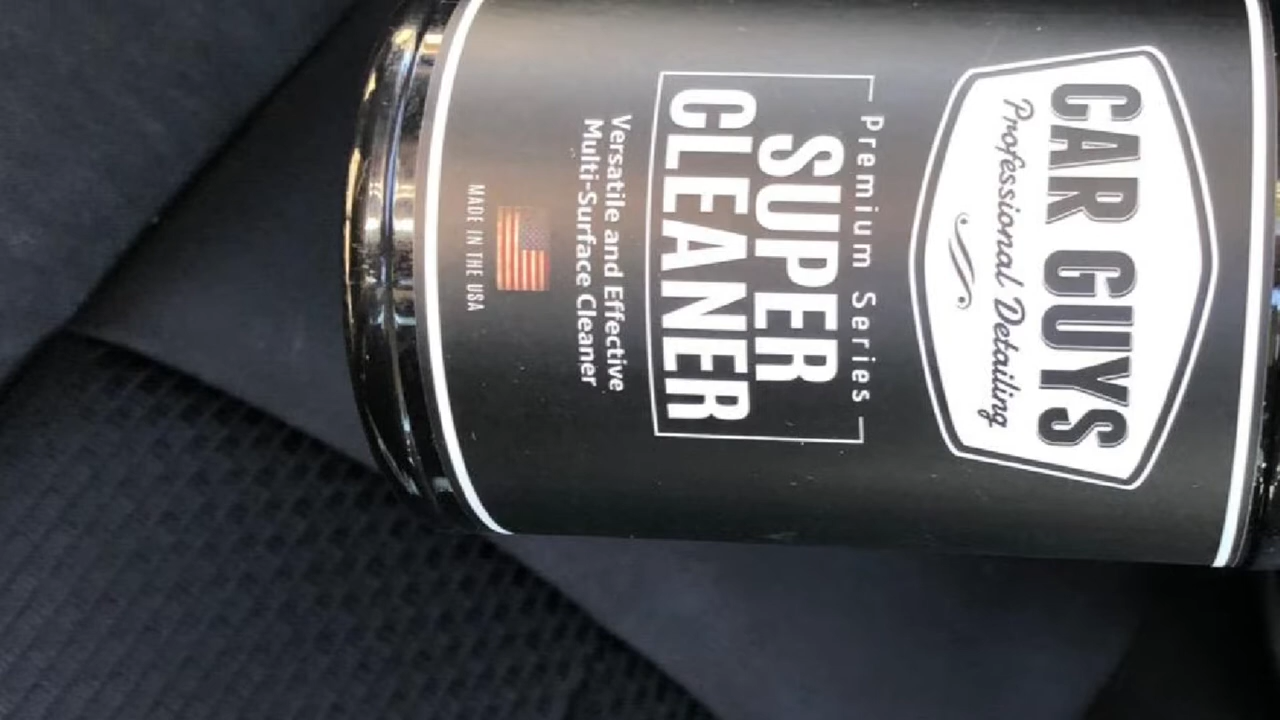 CAR GUYS
Professional Detailing
Premium Series
SUPER
CLEANER
Versatile and Effective
Multi-Surface Cleaner
MADE IN THE USA